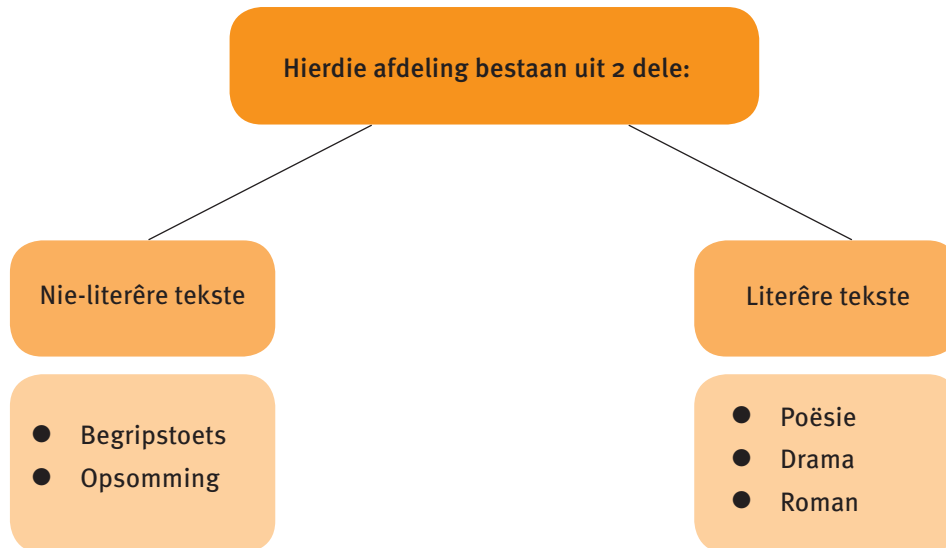 Hierdie afdeling bestaan uit 2 dele:
Nie-literêre tekste
● Begripstoets
● Opsomming
Literêre tekste
● Poësie
● Drama
● Roman